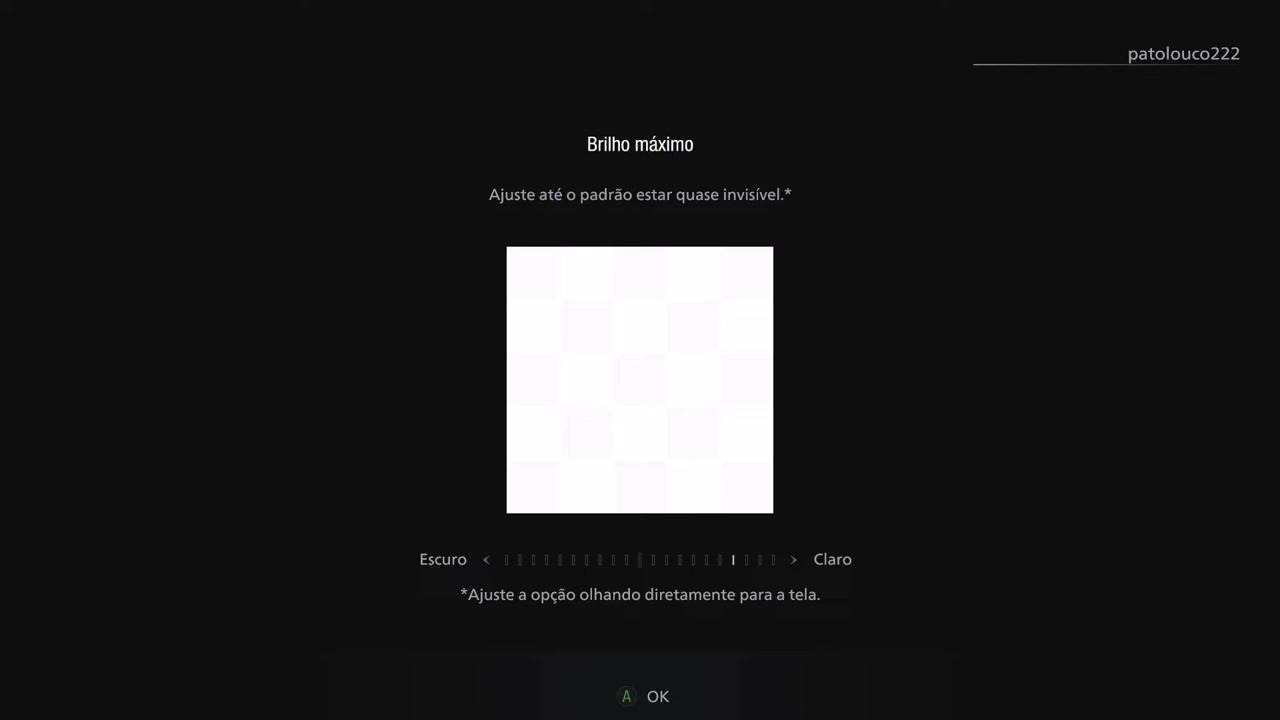 patolouco222
Brilho máximo
Ajuste até o padrão estar quase invisível.*
Escuro < > Claro
*Ajuste a opção olhando diretamente para a tela.
A OK